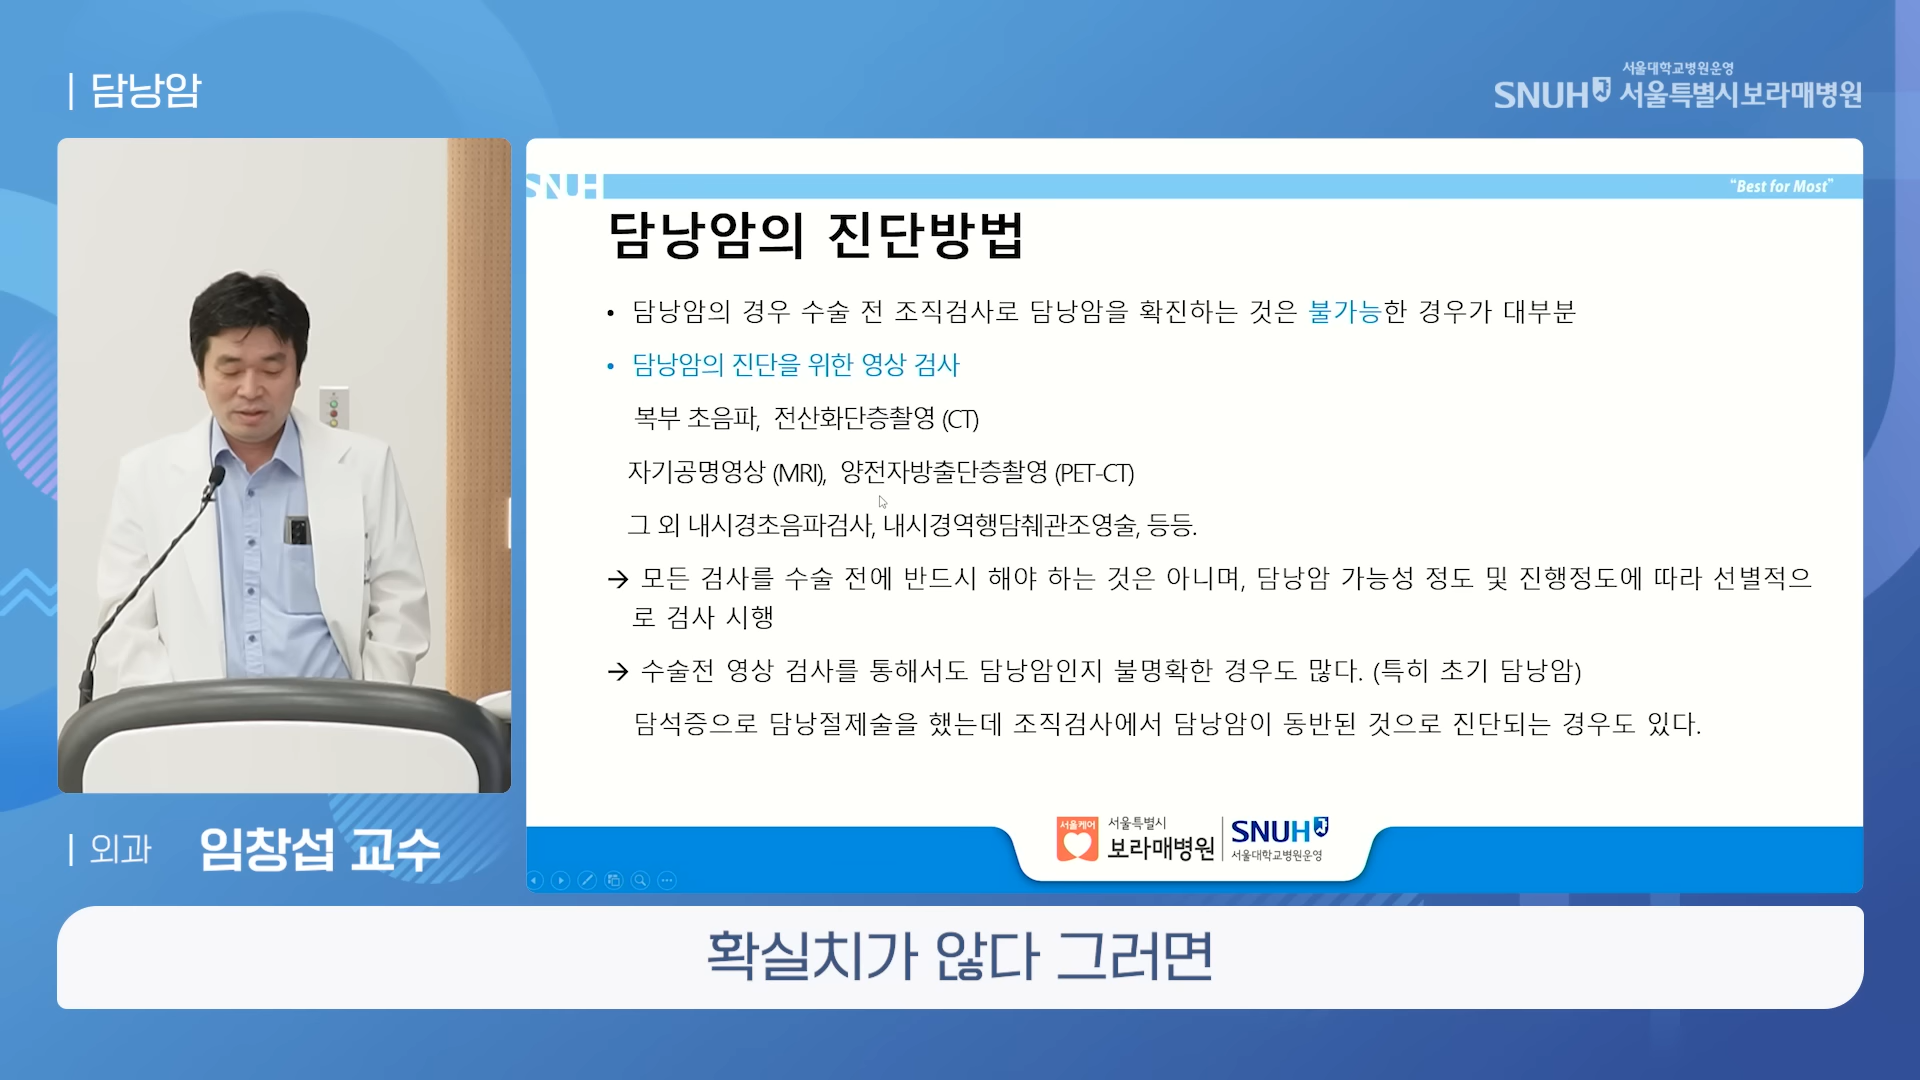 | 담낭암
서울대학교병원운영
SNUH 서울특별시보라매병원
SNUH
“Best for Most”
담낭암의 진단방법
• 담낭암의 경우 수술 전 조직검사로 담낭암을 확진하는 것은 불가능한 경우가 대부분
• 담낭암의 진단을 위한 영상 검사
복부 초음파, 전산화단층촬영 (CT)
자기공명영상 (MRI), 양전자방출단층촬영 (PET-CT)
그 외 내시경초음파검사, 내시경역행담췌관조영술, 등등.
→ 모든 검사를 수술 전에 반드시 해야 하는 것은 아니며, 담낭암 가능성 정도 및 진행정도에 따라 선별적으
로 검사 시행
→ 수술전 영상 검사를 통해서도 담낭암인지 불명확한 경우도 많다. (특히 초기 담낭암)
담석증으로 담낭절제술을 했는데 조직검사에서 담낭암이 동반된 것으로 진단되는 경우도 있다.
서울케어
서울특별시
보라매병원
SNUH
서울대학교병원운영
| 외과 임창섭 교수
확실치가 않다 그러면